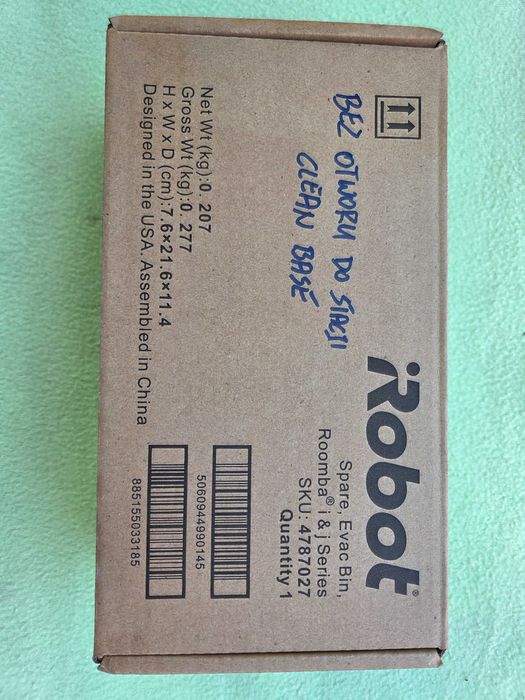 BEZ OTWORU DO STACJI
CLEAN BASE
iRobot®
Spare, Evac Bin,
Roomba® i & j Series
SKU: 4787027
Quantity 1
Net Wt (kg):0. 207
Gross Wt (kg):0. 277
H x W x D (cm):7.6×21.6×11.4
Designed in the USA. Assembled in China
5060944990145
885155033185